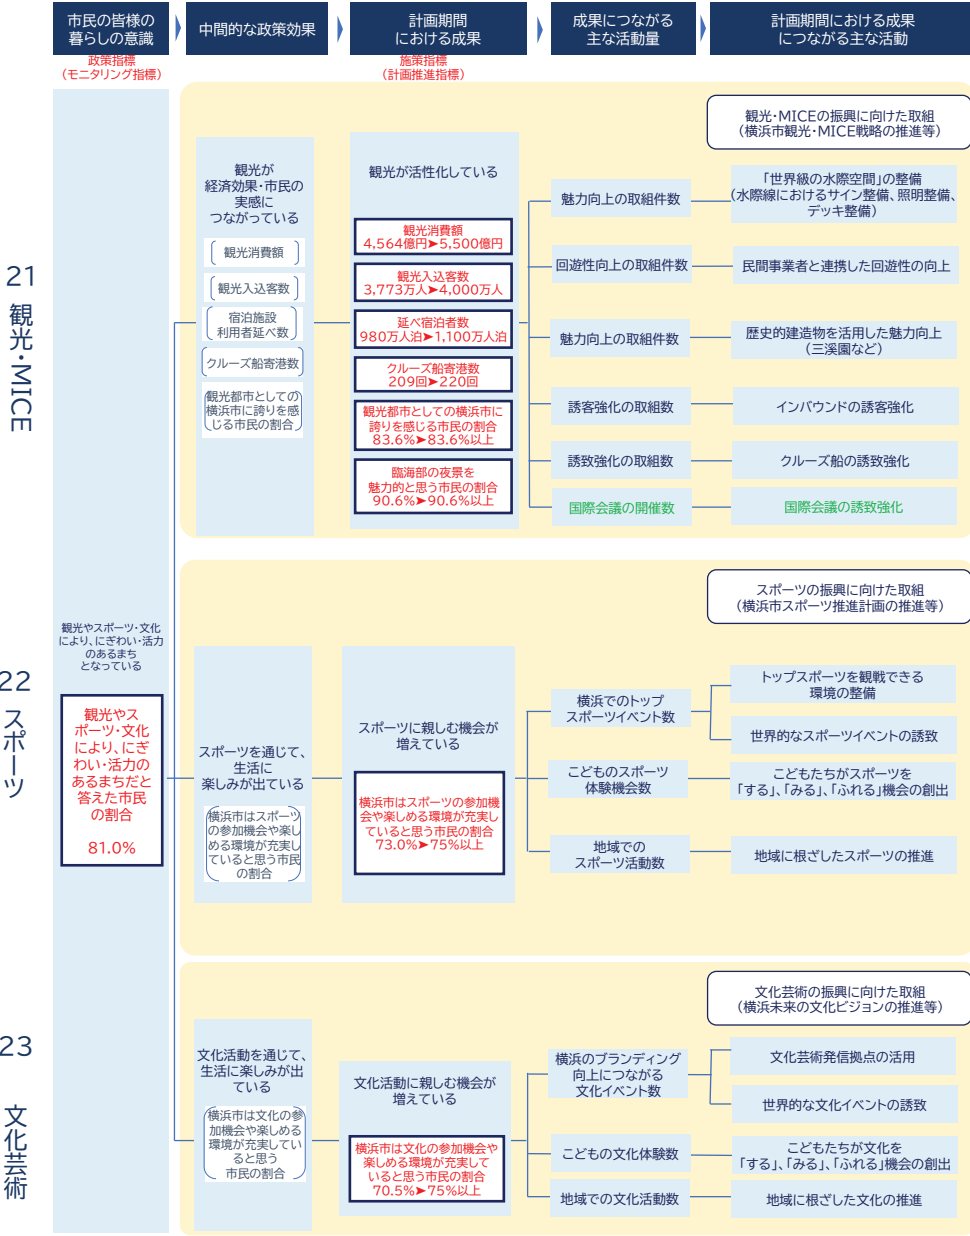 市民の皆様の
暮らしの意識
中間的な政策効果
計画期間
における成果
成果につながる
主な活動量
計画期間における成果
につながる主な活動
政策指標
（モニタリング指標）
施策指標
（計画推進指標）
21
観光・MICE
観光・MICEの振興に向けた取組
（横浜市観光・MICE戦略の推進等）
観光が
経済効果・市民の
実感に
つながっている
観光消費額
観光入込客数
宿泊施設
利用者延べ数
クルーズ船寄港数
観光都市としての
横浜市に誇りを感
じる市民の割合
観光が活性化している
観光消費額
4,564億円➤5,500億円
観光入込客数
3,773万人➤4,000万人
延べ宿泊者数
980万人泊➤1,100万人泊
クルーズ船寄港数
209回➤220回
観光都市としての横浜市に
誇りを感じる市民の割合
83.6%➤83.6%以上
臨海部の夜景を
魅力的と思う市民の割合
90.6%➤90.6%以上
魅力向上の取組件数
「世界級の水際空間」の整備
（水際線におけるサイン整備、照明整備、
デッキ整備）
回遊性向上の取組件数
民間事業者と連携した回遊性の向上
魅力向上の取組件数
歴史的建造物を活用した魅力向上
（三溪園など）
誘客強化の取組数
インバウンドの誘客強化
誘致強化の取組数
クルーズ船の誘致強化
国際会議の開催数
国際会議の誘致強化
観光やスポーツ・文化
により、にぎわい・活力
のあるまち
となっている
観光やス
ポーツ・文化
により、にぎ
わい・活力の
あるまちだと
答えた市民
の割合
81.0%
22
スポーツ
スポーツの振興に向けた取組
（横浜市スポーツ推進計画の推進等）
スポーツを通じて、
生活に
楽しみが出ている
横浜市はスポーツ
の参加機会や楽し
める環境が充実し
ていると思う市民
の割合
スポーツに親しむ機会が
増えている
横浜市はスポーツの参加機
会や楽しめる環境が充実し
ていると思う市民の割合
73.0%➤75%以上
横浜でのトップ
スポーツイベント数
トップスポーツを観戦できる
環境の整備
世界的なスポーツイベントの誘致
こどものスポーツ
体験機会数
こどもたちがスポーツを
「する」、「みる」、「ふれる」機会の創出
地域での
スポーツ活動数
地域に根ざしたスポーツの推進
23
文化芸術
文化芸術の振興に向けた取組
（横浜未来の文化ビジョンの推進等）
文化活動を通じて、
生活に楽しみが出
ている
横浜市は文化の参
加機会や楽しめる
環境が充実してい
ると思う
市民の割合
文化活動に親しむ機会が
増えている
横浜市は文化の参加機会や
楽しめる環境が充実して
いると思う市民の割合
70.5%➤75%以上
横浜のブランディング
向上につながる
文化イベント数
文化芸術発信拠点の活用
世界的な文化イベントの誘致
こどもの文化体験数
こどもたちが文化を
「する」、「みる」、「ふれる」機会の創出
地域での文化活動数
地域に根ざした文化の推進